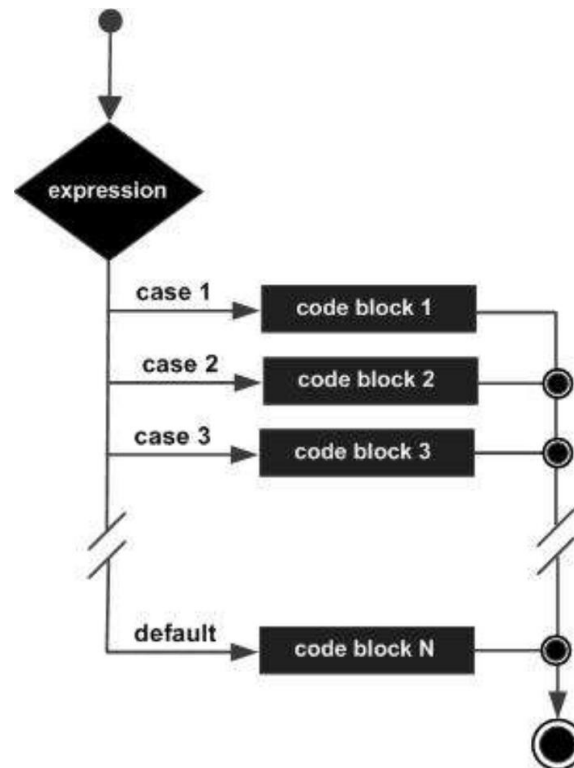 expression
case 1
code block 1
case 2
code block 2
case 3
code block 3
default
code block N